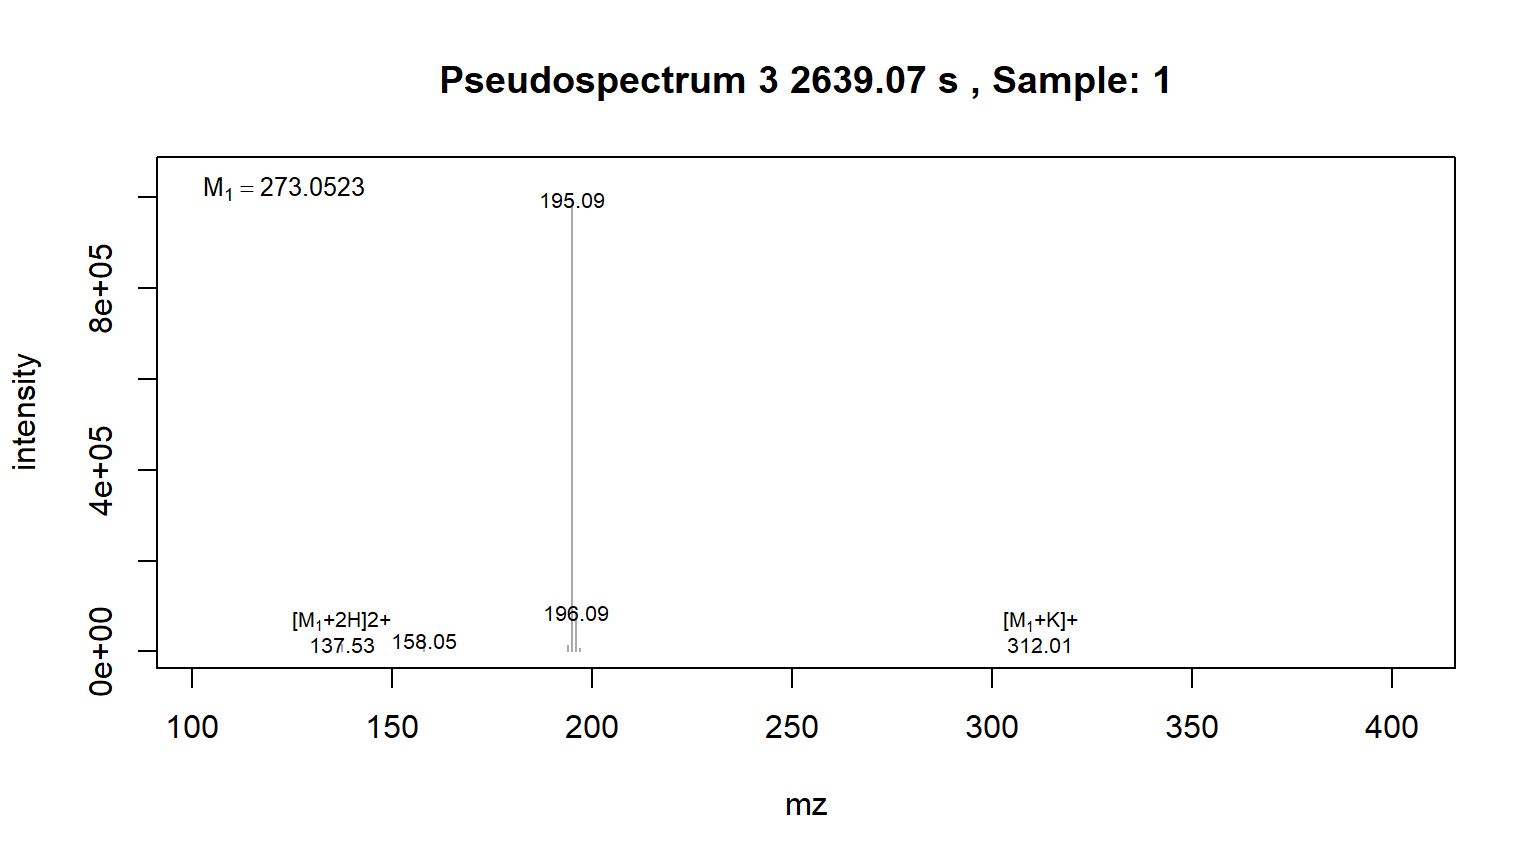 Pseudospectrum 3 2639.07 s , Sample: 1
M₁ = 273.0523
195.09
196.09
[M₁+2H]2+
137.53
158.05
[M₁+K]+
312.01
intensity
8e+05
4e+05
0e+00
100 150 200 250 300 350 400
mz